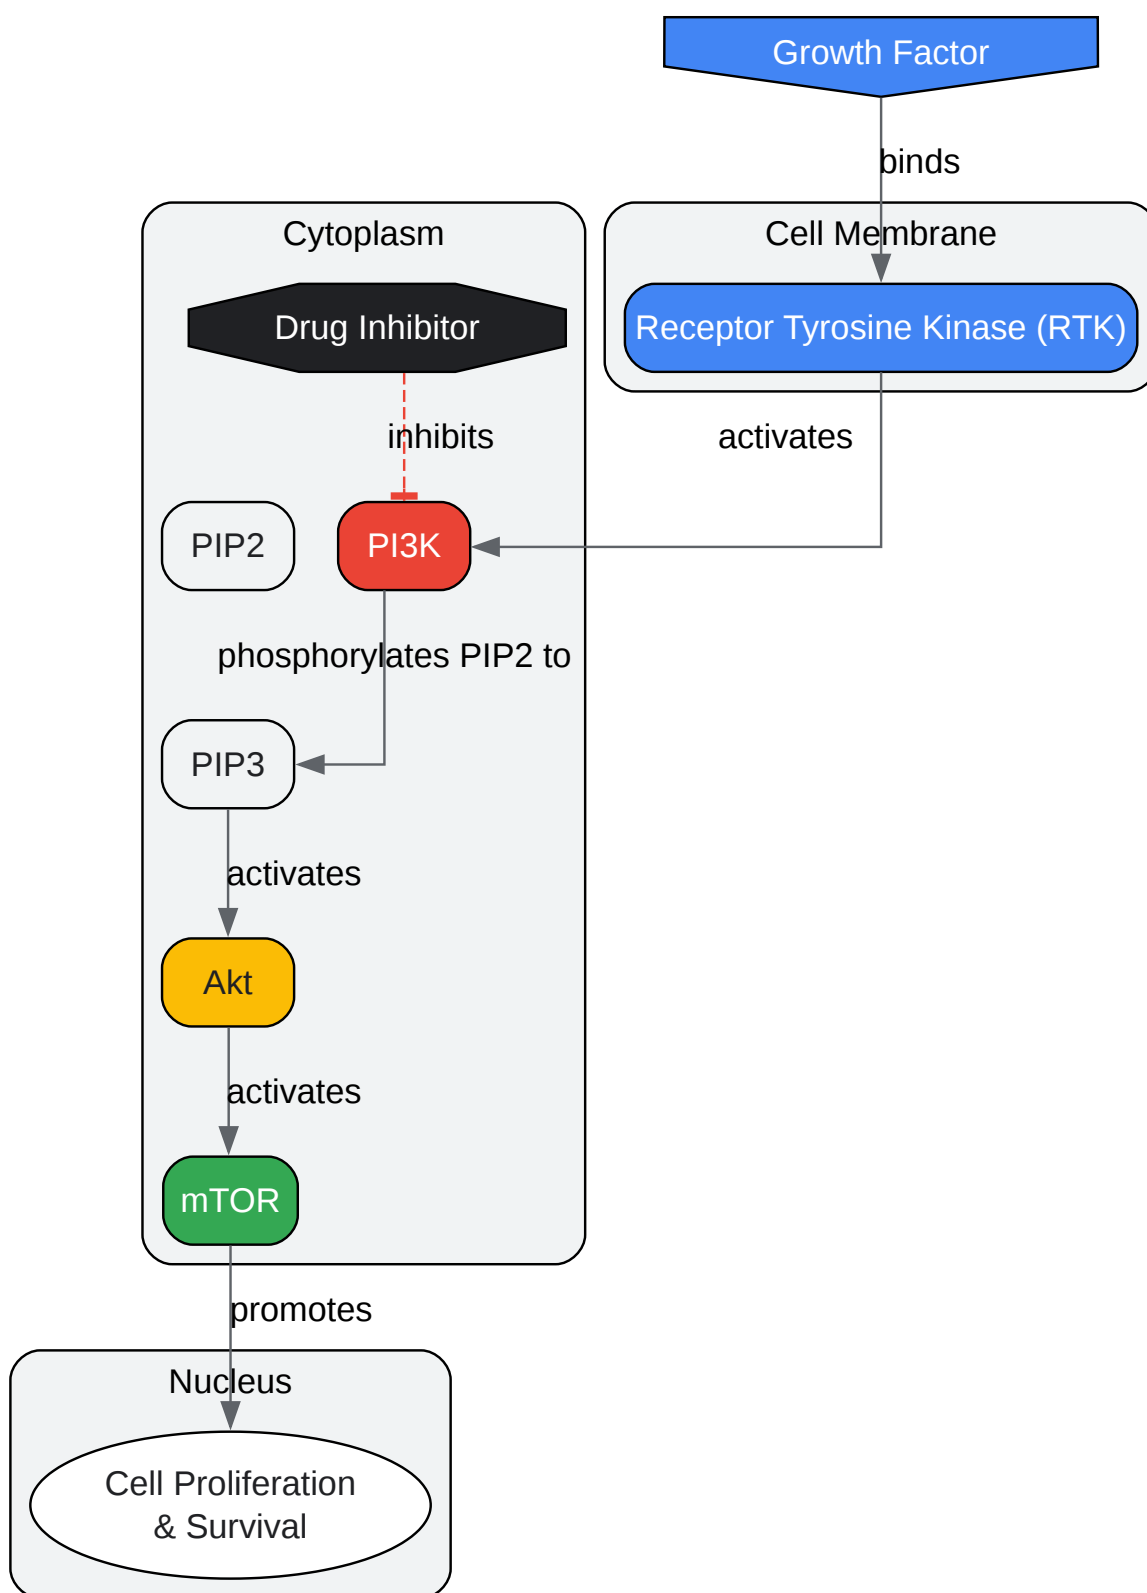 Growth Factor
binds
Cytoplasm
Cell Membrane
Drug Inhibitor
Receptor Tyrosine Kinase (RTK)
inhibits
activates
PIP2
PI3K
phosphorylates PIP2 to
PIP3
activates
Akt
activates
mTOR
promotes
Nucleus
Cell Proliferation
& Survival